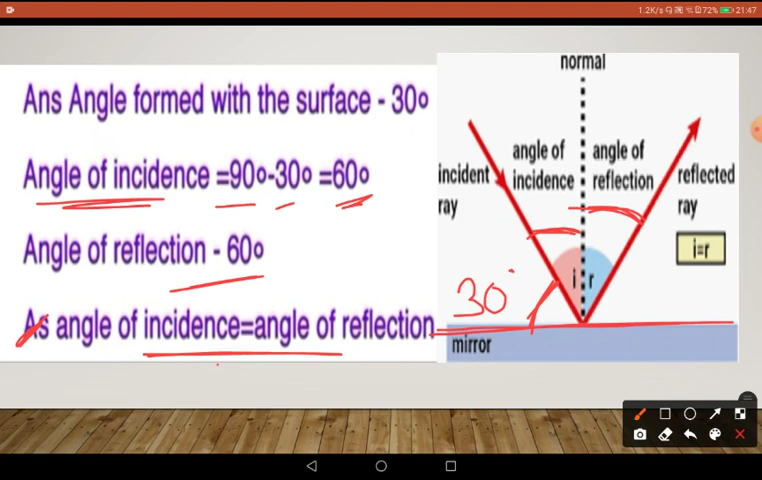 1.2K/s 72% 21:47
Ans Angle formed with the surface - 30o
Angle of incidence =90o-30o =60o
Angle of reflection - 60o
As angle of incidence=angle of reflection
normal
angle of
incidence
angle of
reflection
incident
ray
reflected
ray
i=r
i r
30°
mirror